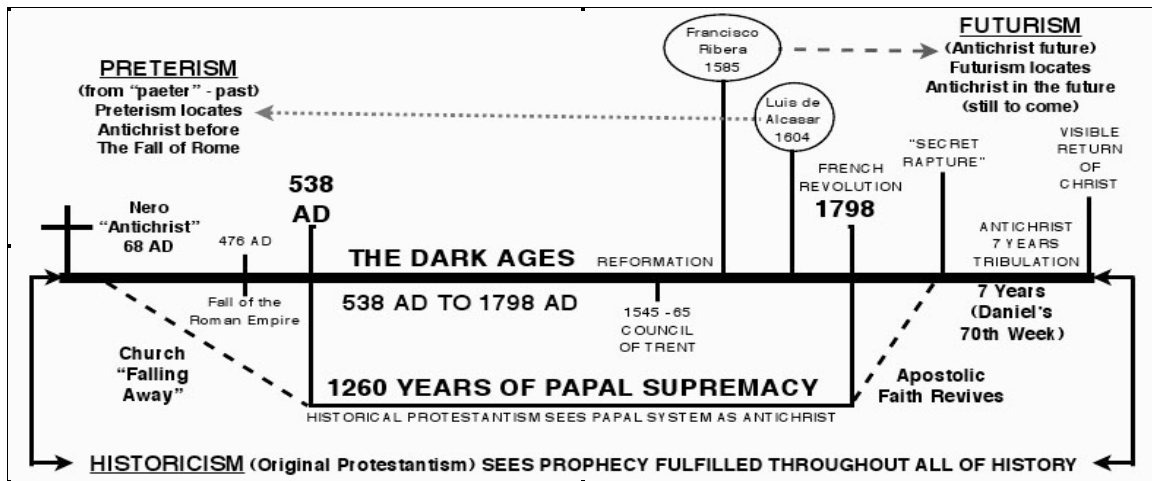 PRETERISM
(from "paeter" - past)
Preterism locates
Antichrist before
The Fall of Rome
Francisco
Ribera
1585
FUTURISM
(Antichrist future)
Futurism locates
Antichrist in the future
(still to come)
Luis de
Alcasar
1604
"SECRET
RAPTURE"
VISIBLE
RETURN
OF
CHRIST
Nero
"Antichrist"
68 AD
476 AD
538
AD
FRENCH
REVOLUTION
1798
THE DARK AGES
REFORMATION
ANTICHRIST
7 YEARS
TRIBULATION
Fall of the
Roman Empire
538 AD TO 1798 AD
1545 -65
COUNCIL
OF TRENT
7 Years
(Daniel's
70th Week)
Church
"Falling
Away"
1260 YEARS OF PAPAL SUPREMACY
HISTORICAL PROTESTANTISM SEES PAPAL SYSTEM AS ANTICHRIST
Apostolic
Faith Revives
HISTORICISM (Original Protestantism) SEES PROPHECY FULFILLED THROUGHOUT ALL OF HISTORY